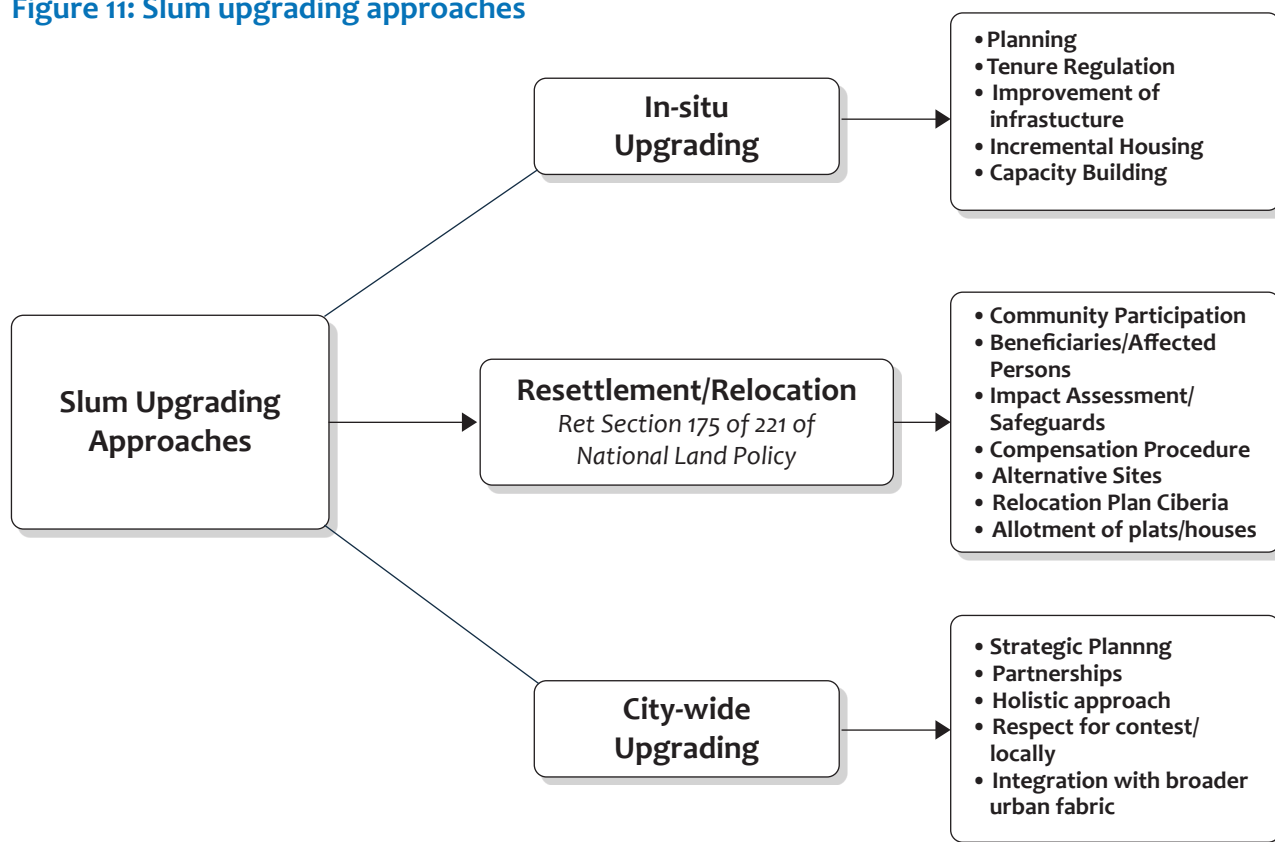 Figure 11: Slum upgrading approaches
Slum Upgrading
Approaches
In-situ
Upgrading
• Planning
• Tenure Regulation
• Improvement of
infrastucture
• Incremental Housing
• Capacity Building
Resettlement/Relocation
Ret Section 175 of 221 of
National Land Policy
• Community Participation
• Beneficiaries/Affected
Persons
• Impact Assessment/
Safeguards
• Compensation Procedure
• Alternative Sites
• Relocation Plan Ciberia
• Allotment of plats/houses
City-wide
Upgrading
• Strategic Plannng
• Partnerships
• Holistic approach
• Respect for contest/
locally
• Integration with broader
urban fabric